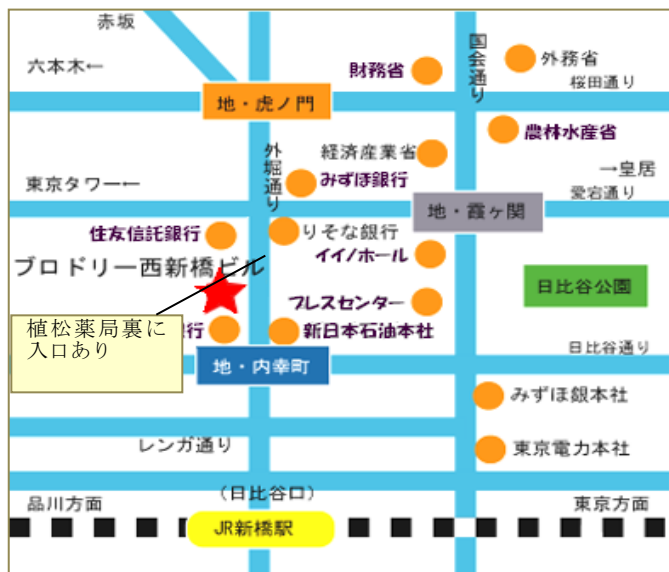 赤坂
六本木←
財務省
国会通り
外務省
桜田通り
地・虎ノ門
農林水産省
外堀通り
経済産業省
みずほ銀行
→皇居
東京タワー←
愛宕通り
地・霞ヶ関
住友信託銀行
りそな銀行
イイノホール
ブロドリー西新橋ビル
日比谷公園
プレスセンター
植松薬局裏に
入口あり
銀行
新日本石油本社
日比谷通り
地・内幸町
みずほ銀本社
レンガ通り
東京電力本社
(日比谷口)
品川方面
東京方面
JR新橋駅